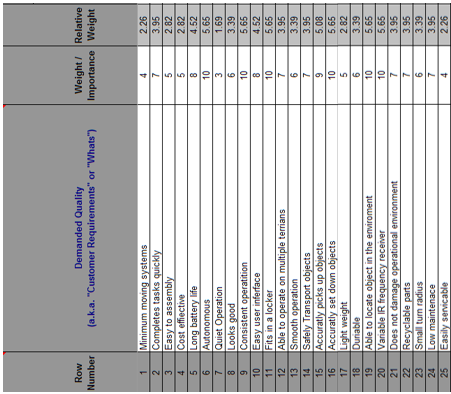 Row Number	Demanded Quality (a.k.a. "Customer Requirements" or "Whats")	Weight / Importance	Relative Weight
1 Minimum moving systems 4 2.26
2 Completes tasks quickly 7 3.95
3 Easy to assembly 5 2.82
4 Cost effective 5 2.82
5 Long battery life 8 4.52
6 Autonomous 10 5.65
7 Quiet Operation 3 1.69
8 Looks good 6 3.39
9 Consistent operatition 10 5.65
10 Easy user inferface 8 4.52
11 Fits in a locker 10 5.65
12 Able to operate on multiple terrians 7 3.95
13 Smooth operation 6 3.39
14 Safely Transport objects 7 3.95
15 Accuratly picks up objects 9 5.08
16 Accuratly set down objects 10 5.65
17 Light weight 5 2.82
18 Durable 6 3.39
19 Able to locate object in the enviroment 10 5.65
20 Variable IR frequency receiver 10 5.65
21 Does not damage operational environment 7 3.95
22 Recyclable parts 7 3.95
23 Small turn radius 6 3.39
24 Low maintenace 7 3.95
25 Easily servicable 4 2.26